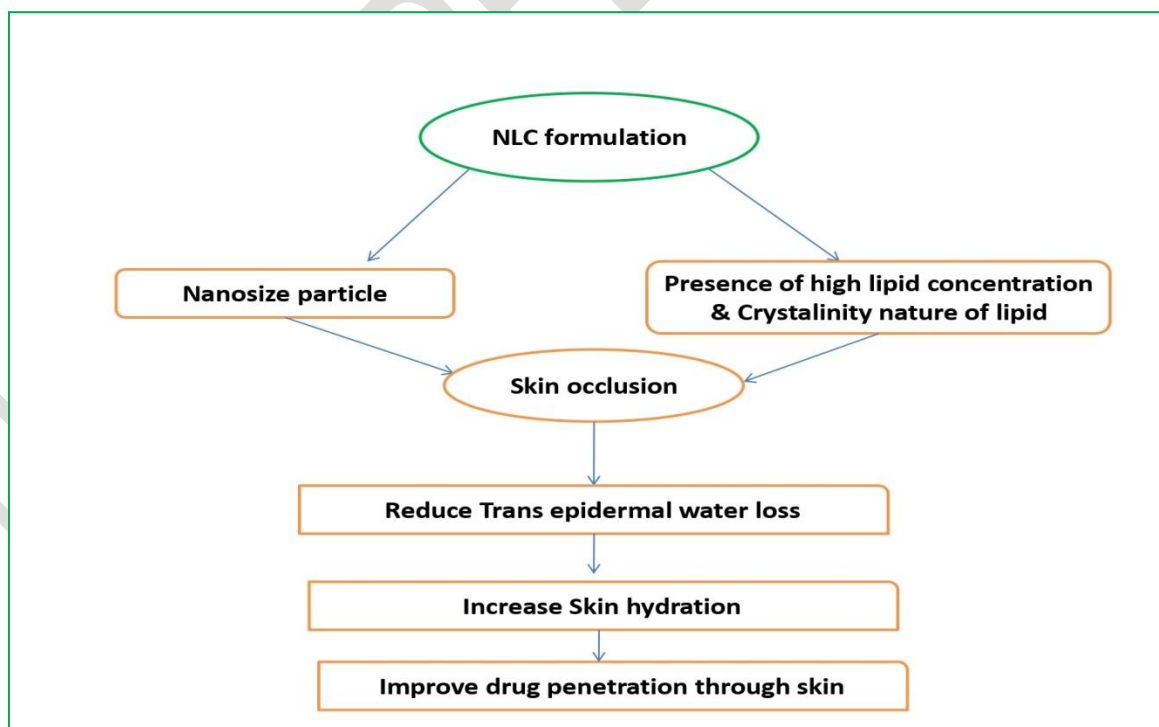 NLC formulation
Nanosize particle
Presence of high lipid concentration
& Crystalinity nature of lipid
Skin occlusion
Reduce Trans epidermal water loss
Increase Skin hydration
Improve drug penetration through skin